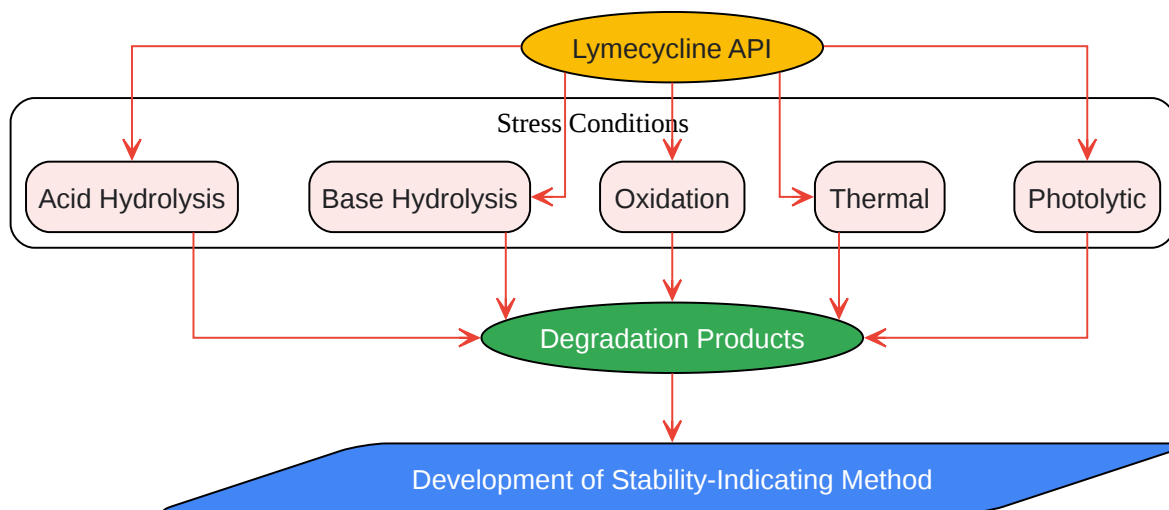 Lymecycline API
Stress Conditions
Acid Hydrolysis
Base Hydrolysis
Oxidation
Thermal
Photolytic
Degradation Products
Development of Stability-Indicating Method